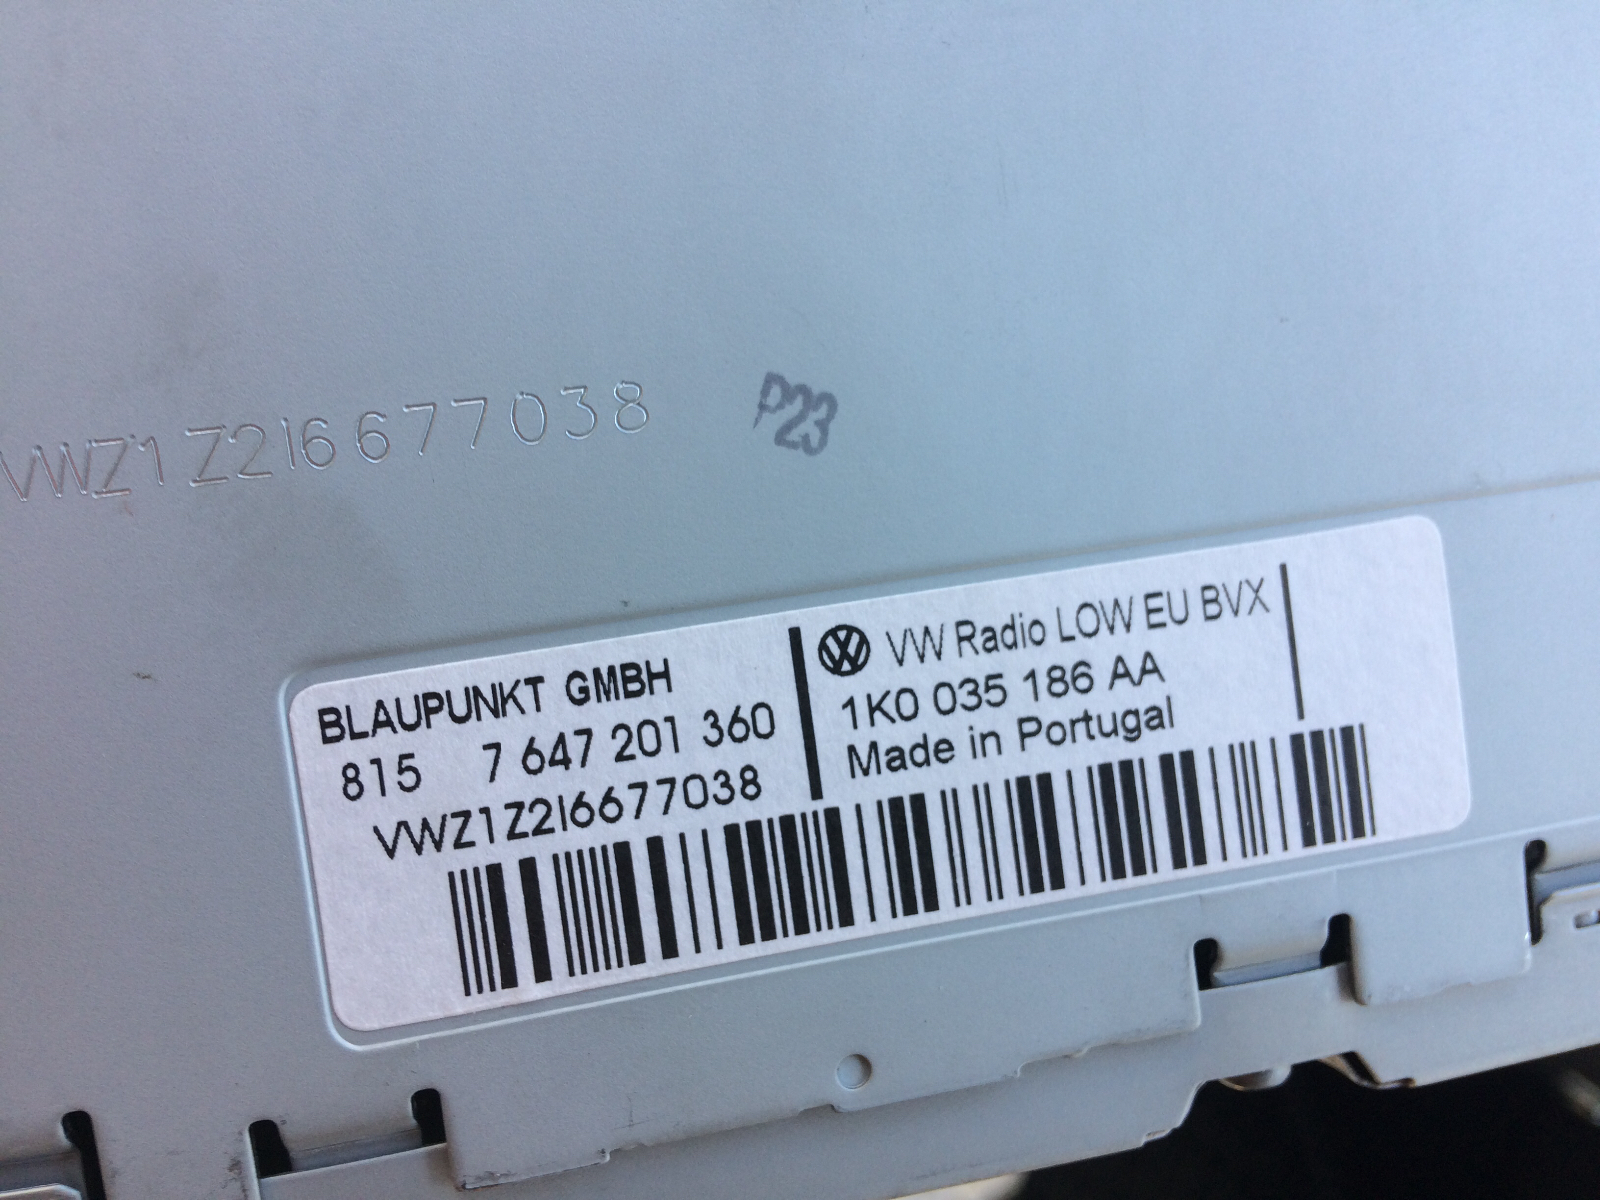 VWZ1Z2I6677038
P23
BLAUPUNKT GMBH
815 7 647 201 360
VWZ1Z2I6677038
VW Radio LOW EU BVX
1K0 035 186 AA
Made in Portugal